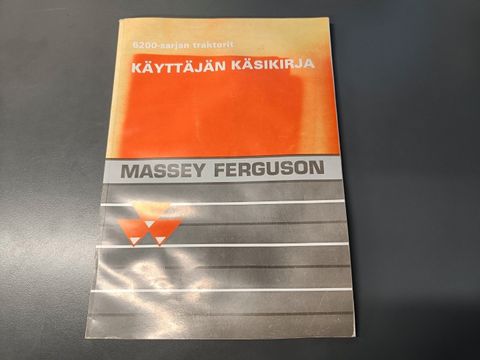 6200-sarjan traktorit
KÄYTTÄJÄN KÄSIKIRJA
MASSEY FERGUSON